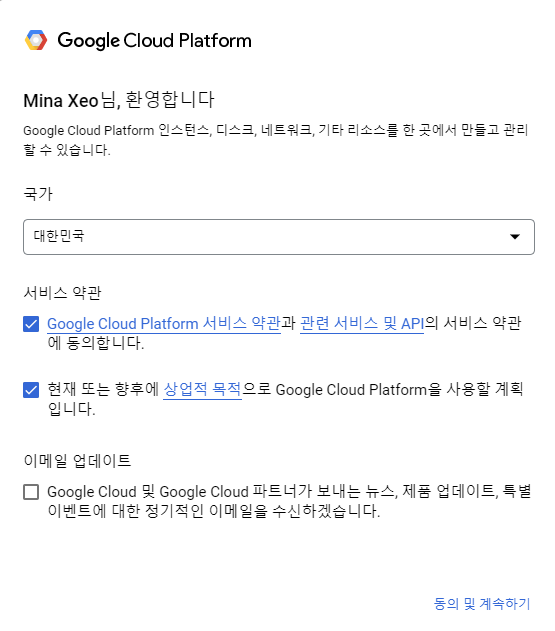 Google Cloud Platform
Mina Xeo님, 환영합니다
Google Cloud Platform 인스턴스, 디스크, 네트워크, 기타 리소스를 한 곳에서 만들고 관리
할 수 있습니다.
국가
대한민국
서비스 약관
Google Cloud Platform 서비스 약관과 관련 서비스 및 API의 서비스 약관
에 동의합니다.
현재 또는 향후에 상업적 목적으로 Google Cloud Platform을 사용할 계획
입니다.
이메일 업데이트
Google Cloud 및 Google Cloud 파트너가 보내는 뉴스, 제품 업데이트, 특별
이벤트에 대한 정기적인 이메일을 수신하겠습니다.
동의 및 계속하기